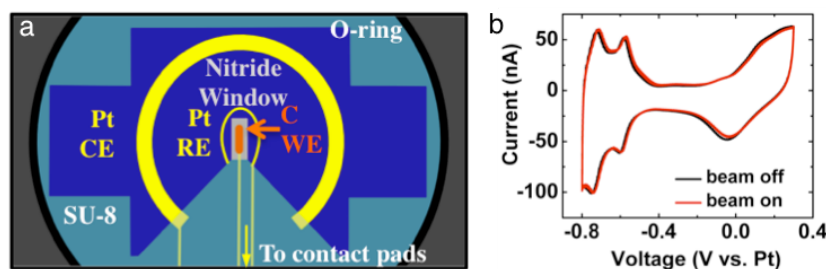 a
O-ring
Nitride
Window
Pt
CE
Pt
RE
C
WE
SU-8
To contact pads
b
Current (nA)
50
0
-50
-100
beam off
beam on
-0.8 -0.4 0.0 0.4
Voltage (V vs. Pt)